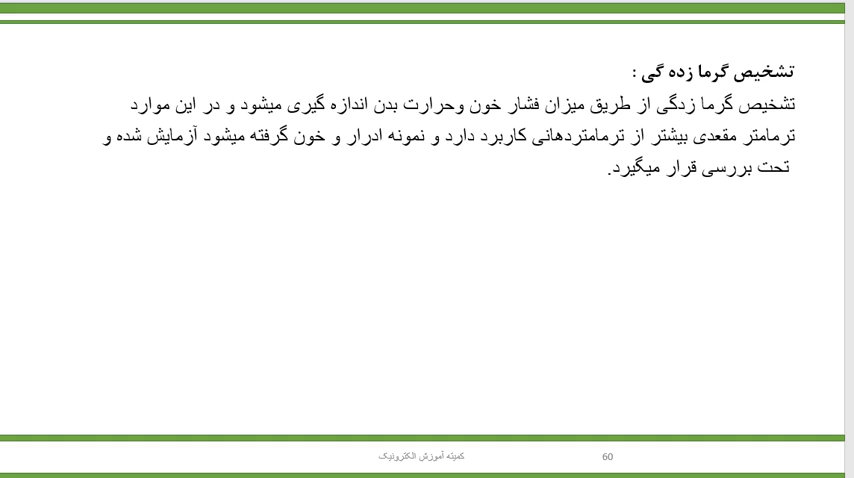 تشخیص گرما زده گی :
تشخیص گرما زدگی از طریق میزان فشار خون وحرارت بدن اندازه گیری میشود و در این موارد
ترمامتر مقعدی بیشتر از ترمامتردهانی کاربرد دارد و نمونه ادرار و خون گرفته میشود آزمایش شده و
تحت بررسی قرار میگیرد.
کمیته آموزش الکترونیک
60